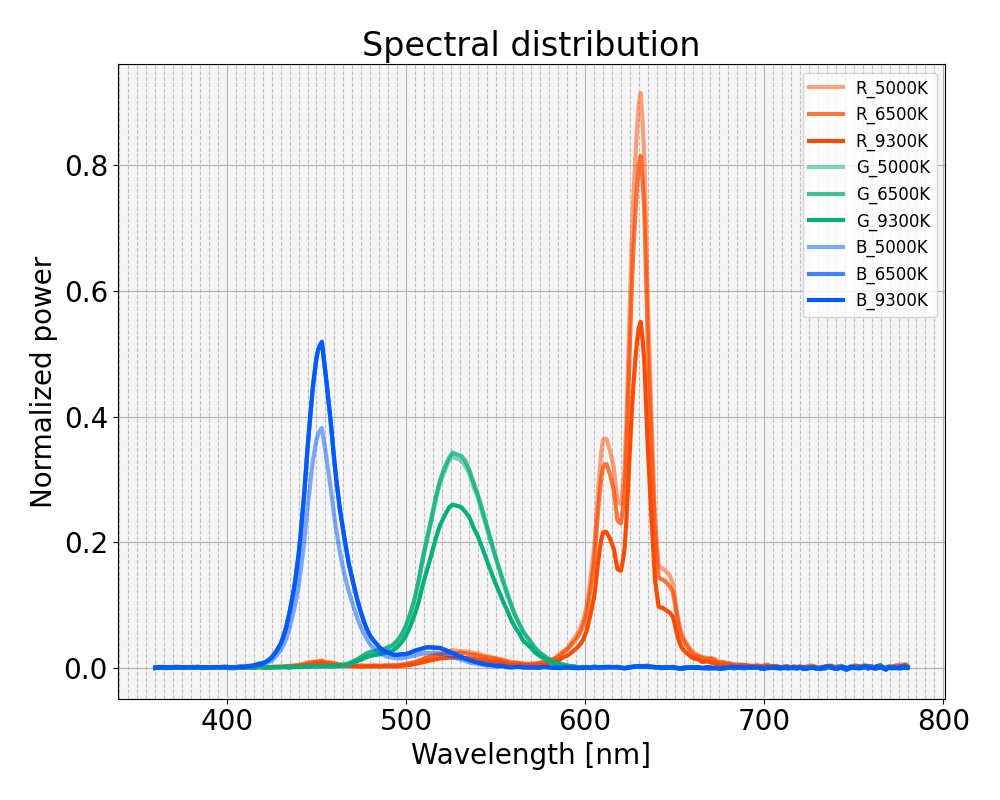 Spectral distribution
R_5000K
R_6500K
R_9300K
G_5000K
G_6500K
G_9300K
B_5000K
B_6500K
B_9300K
0.8
0.6
0.4
0.2
0.0
Normalized power
400 500 600 700 800
Wavelength [nm]